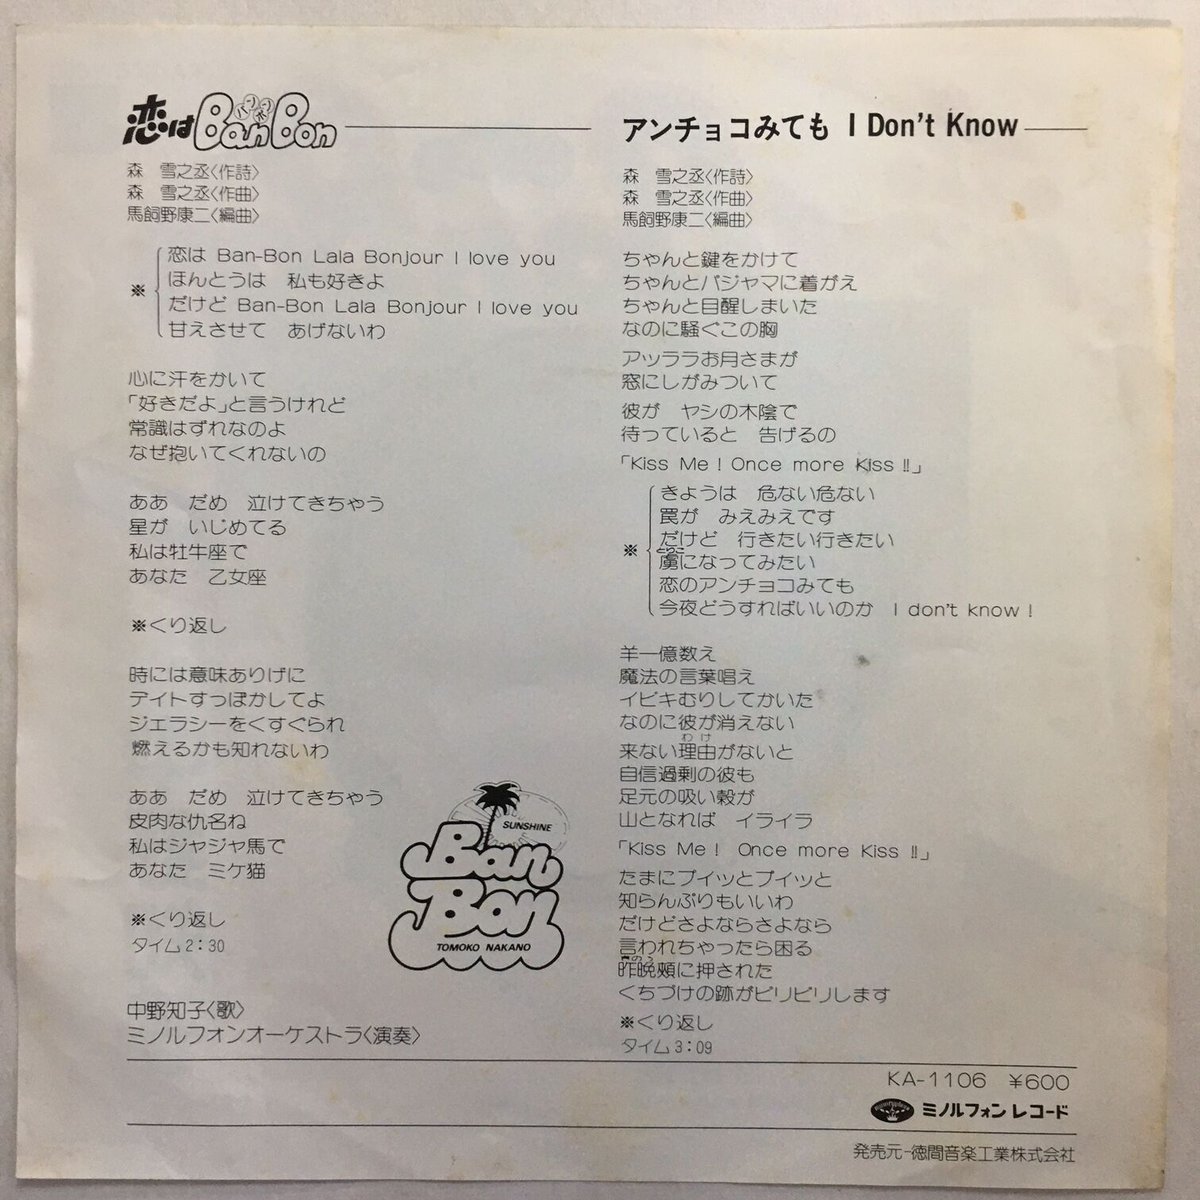 恋は Ban Bon
バン ボン
森 雪之丞〈作詩〉
森 雪之丞〈作曲〉
馬飼野康二〈編曲〉
※
恋は Ban-Bon Lala Bonjour I love you
ほんとうは 私も好きよ
だけど Ban-Bon Lala Bonjour I love you
甘えさせて あげないわ
心に汗をかいて
「好きだよ」と言うけれど
常識はずれなのよ
なぜ抱いてくれないの
ああ だめ 泣けてきちゃう
星が いじめてる
私は牡牛座で
あなた 乙女座
※くり返し
時には意味ありげに
デイトすっぽかしてよ
ジェラシーをくすぐられ
燃えるかも知れないわ
ああ だめ 泣けてきちゃう
皮肉な仇名ね
私はジャジャ馬で
あなた ミケ猫
※くり返し
タイム2:30
中野知子〈歌〉
ミノルフォンオーケストラ〈演奏〉
SUNSHINE
Ban
Bon
TOMOKO NAKANO
アンチョコみても I Don't Know
森 雪之丞〈作詩〉
森 雪之丞〈作曲〉
馬飼野康二〈編曲〉
ちゃんと鍵をかけて
ちゃんとパジャマに着がえ
ちゃんと目醒しまいた
なのに騒ぐこの胸
アッララお月さまが
窓にしがみついて
彼が ヤシの木陰で
待っていると 告げるの
「Kiss Me! Once more Kiss!!」
※
きょうは 危ない危ない
罠が みえみえです
だけど 行きたい行きたい
とりこ
虜になってみたい
恋のアンチョコみても
今夜どうすればいいのか I don't know!
羊一億数え
魔法の言葉唱え
イビキむりしてかいた
なのに彼が消えない
わけ
来ない理由がないと
自信過剰の彼も
足元の吸い殻が
山となれば イライラ
「Kiss Me! Once more Kiss!!」
たまにプイッとプイッと
知らんぷりもいいわ
だけどさよならさよなら
言われちゃったら困る
きのう
昨晩頬に押された
くちづけの跡がビリビリします
※くり返し
タイム3:09
KA-1106 ¥600
ミノルフォンレコード
発売元-徳間音楽工業株式会社